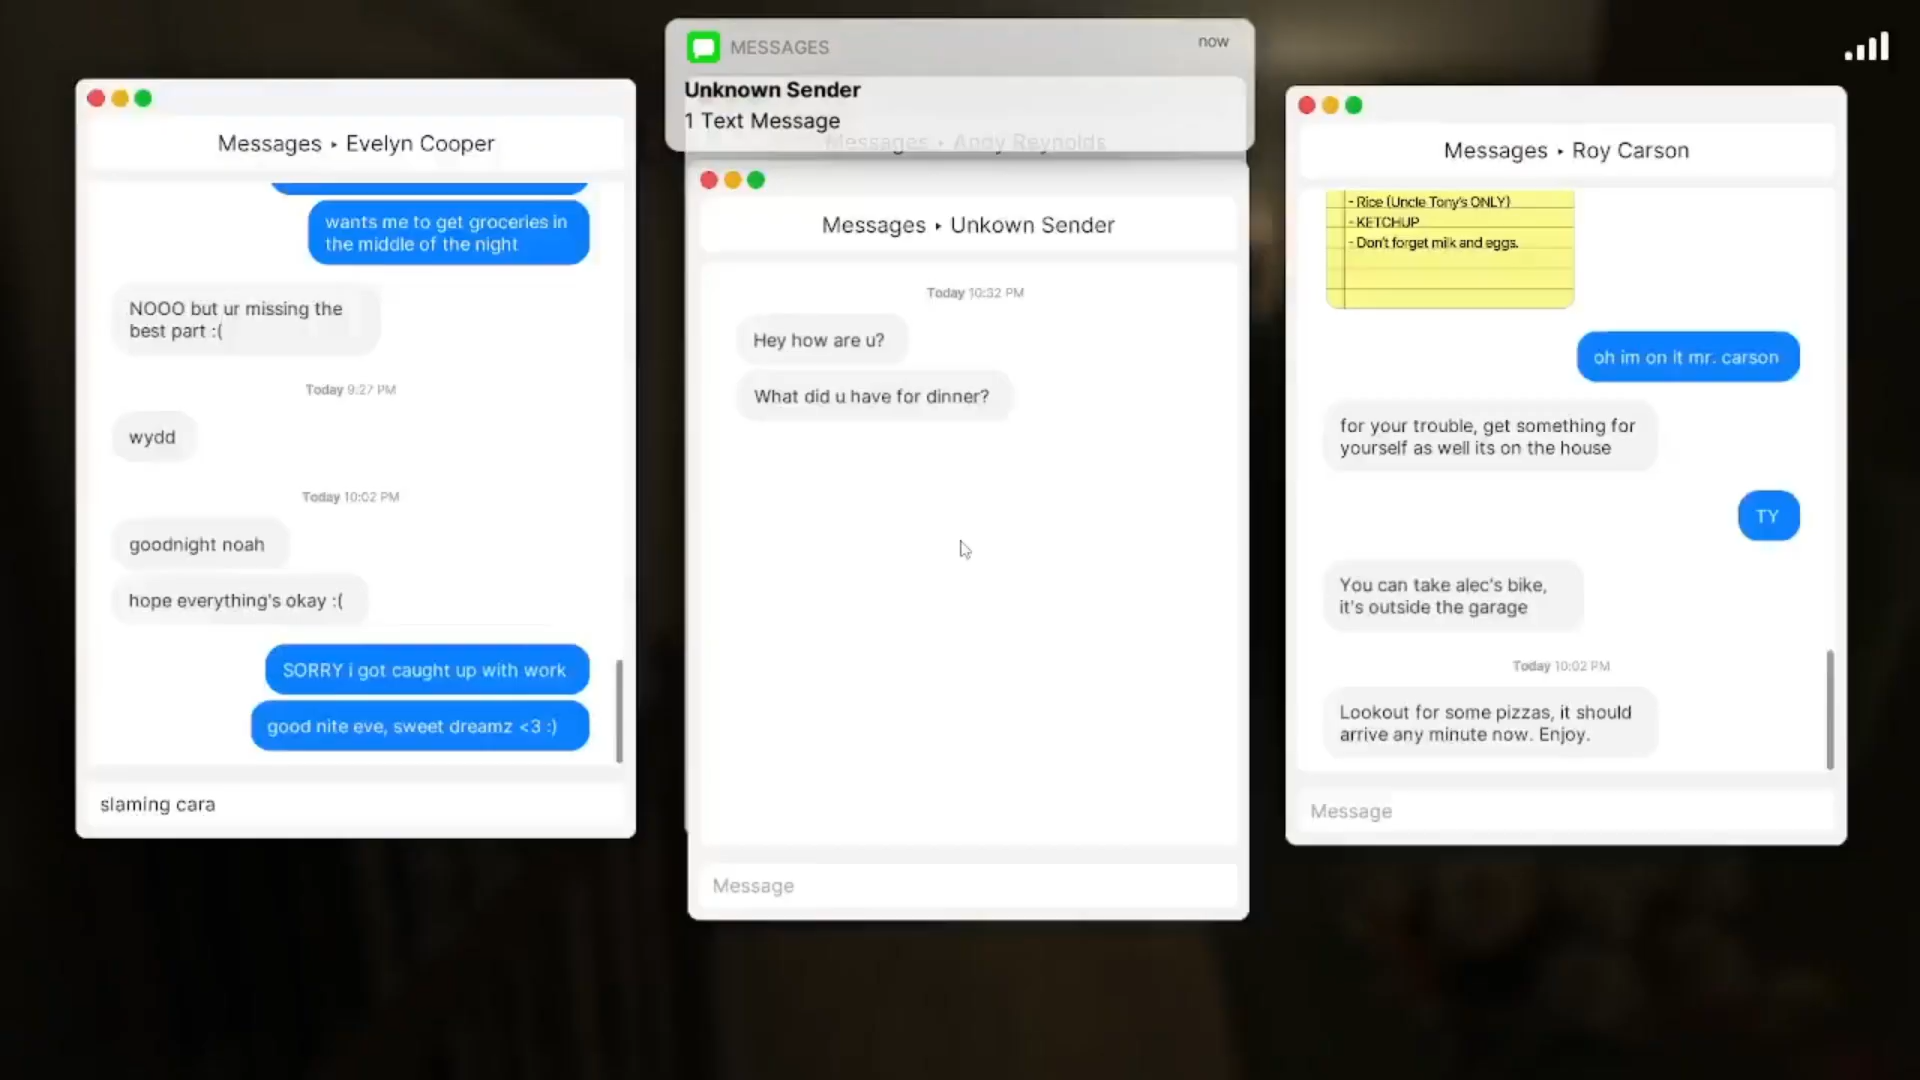 MESSAGES
now
Unknown Sender
1 Text Message
Messages ‣ Andy Reynolds
Messages ‣ Evelyn Cooper
wants me to get groceries in
the middle of the night
NOOO but ur missing the
best part :(
Today 9:27 PM
wydd
Today 10:02 PM
goodnight noah
hope everything's okay :(
SORRY i got caught up with work
good nite eve, sweet dreamz <3 :)
slaming cara
Messages ‣ Unkown Sender
Today 10:32 PM
Hey how are u?
What did u have for dinner?
Message
Messages ‣ Roy Carson
- Rice (Uncle Tony's ONLY)
- KETCHUP
- Don't forget milk and eggs.
oh im on it mr. carson
for your trouble, get something for
yourself as well its on the house
TY
You can take alec's bike,
it's outside the garage
Today 10:02 PM
Lookout for some pizzas, it should
arrive any minute now. Enjoy.
Message